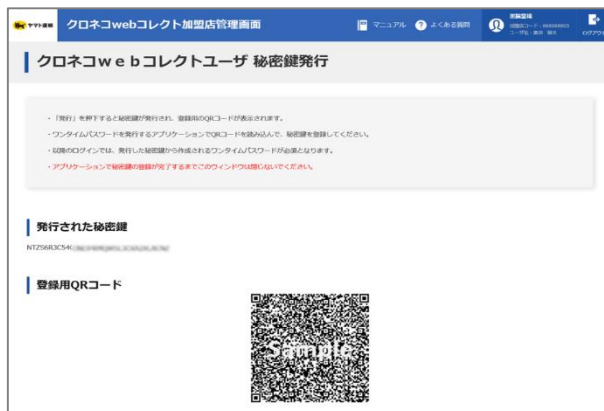 ヤマト運輸
クロネコwebコレクト加盟店管理画面
マニュアル
よくある質問
ログアウト
クロネコwebコレクトユーザ 秘密鍵発行
・「発行」を押下すると秘密鍵が発行され、登録用のQRコードが表示されます。
・ワンタイムパスワードを発行するアプリケーションでQRコードを読み込んで、秘密鍵を登録してください。
・以降のログインでは、発行した秘密鍵から作成されるワンタイムパスワードが必須となります。
・アプリケーションで秘密鍵の登録が完了するまでこのウィンドウは閉じないでください。
発行された秘密鍵
登録用QRコード
Sample